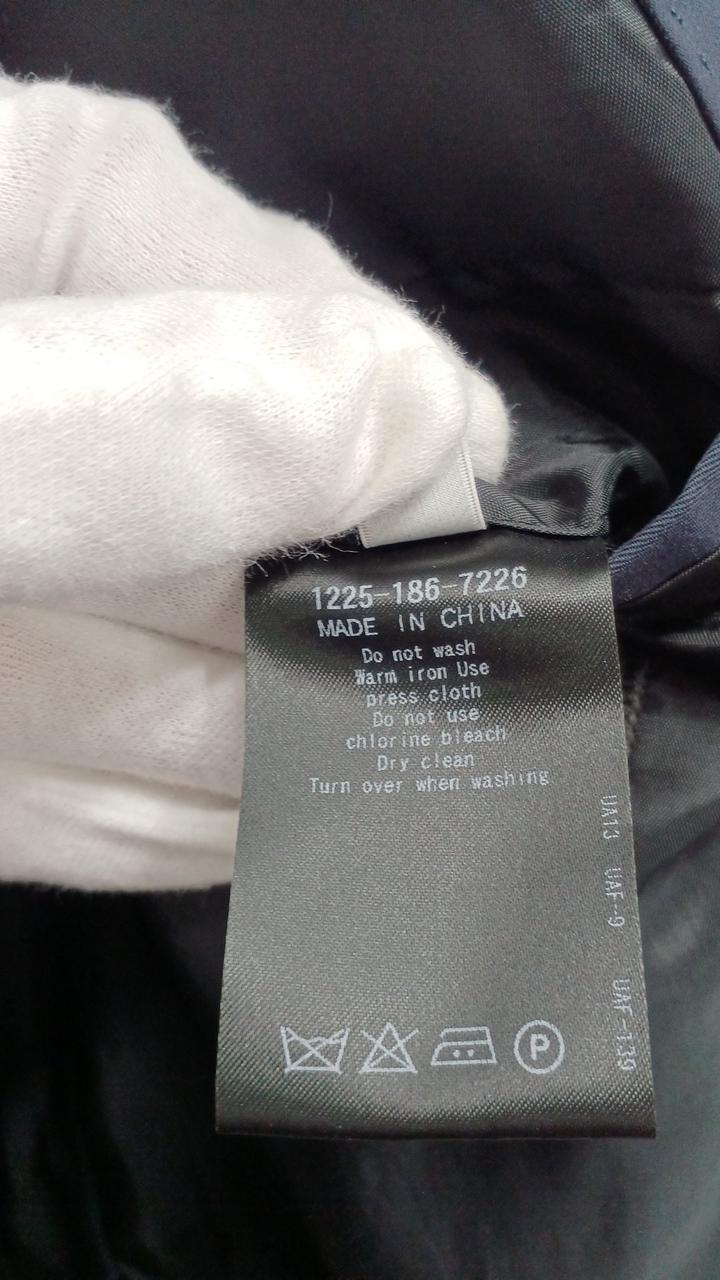 1225-186-7226
MADE IN CHINA
Do not wash
Warm iron Use
press cloth
Do not use
chlorine bleach
Dry clean
Turn over when washing
UA13 UAF-9 UAF-139
P